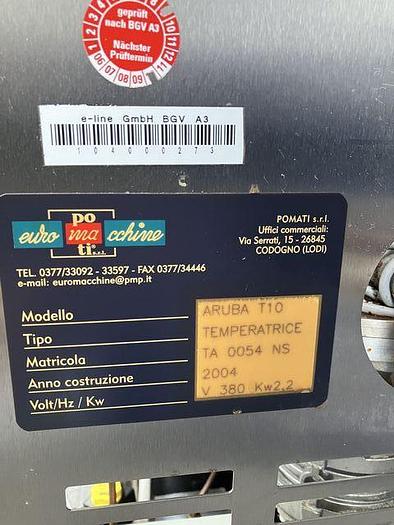 geprüft
nach BGV A3
Nächster
Prüftermin
e-line GmbH BGV A3
104000273
euro po ma ti s.r.l. cchine
POMATI s.r.l.
Uffici commerciali:
Via Serrati, 15 - 26845
CODOGNO (LODI)
TEL. 0377/33092 - 33597 - FAX 0377/34446
e-mail: euromacchine@pmp.it
Modello ARUBA T10
Tipo TEMPERATRICE
Matricola TA 0054 NS
Anno costruzione 2004
Volt/Hz / Kw V 380 Kw2,2